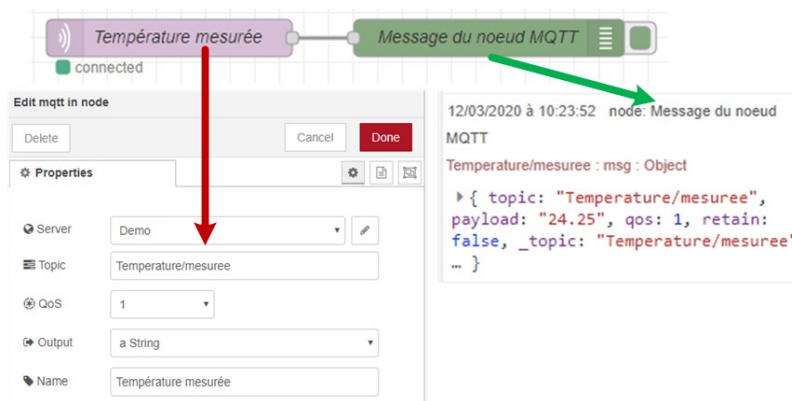 Température mesurée
Message du noeud MQTT
connected
Edit mqtt in node
Delete
Cancel
Done
Properties
Server
Demo
Topic
Temperature/mesuree
QoS
1
Output
a String
Name
Température mesurée
12/03/2020 à 10:23:52 node: Message du noeud
MQTT
Temperature/mesuree : msg : Object
{ topic: "Temperature/mesuree",
payload: "24.25", qos: 1, retain:
false, _topic: "Temperature/mesuree"
… }